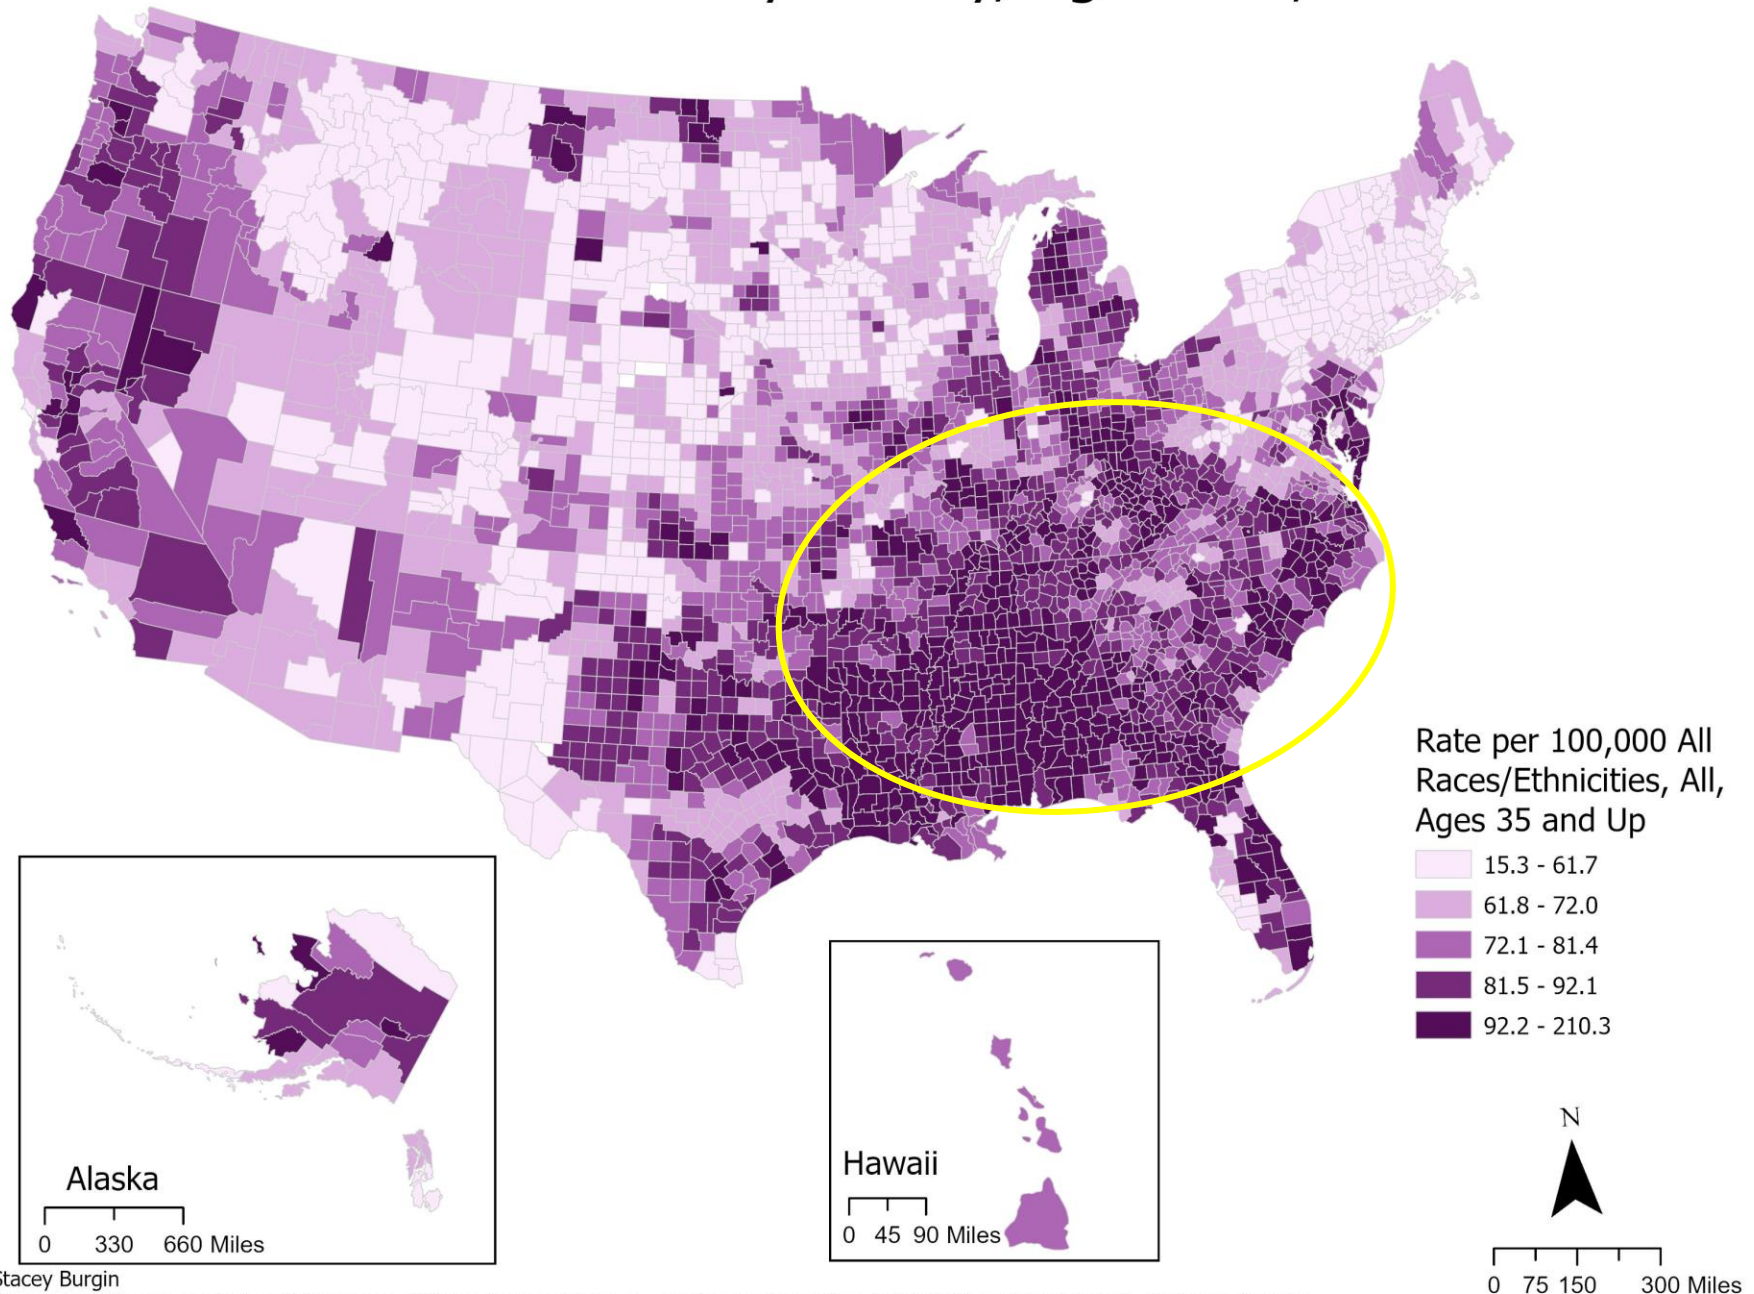 Rate per 100,000 All
Races/Ethnicities, All,
Ages 35 and Up
15.3 - 61.7
61.8 - 72.0
72.1 - 81.4
81.5 - 92.1
92.2 - 210.3
N
0 75 150 300 Miles
Alaska
0 330 660 Miles
Hawaii
0 45 90 Miles
Stacey Burgin